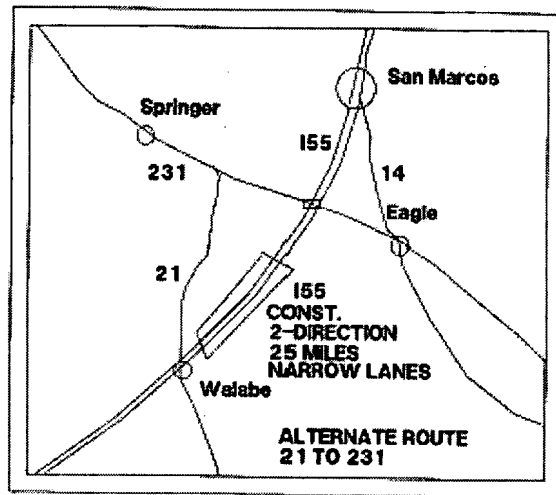 San Marcos
Springer
I55
231
14
Eagle
21
I55
CONST.
2-DIRECTION
25 MILES
NARROW LANES
Walabe
ALTERNATE ROUTE
21 TO 231